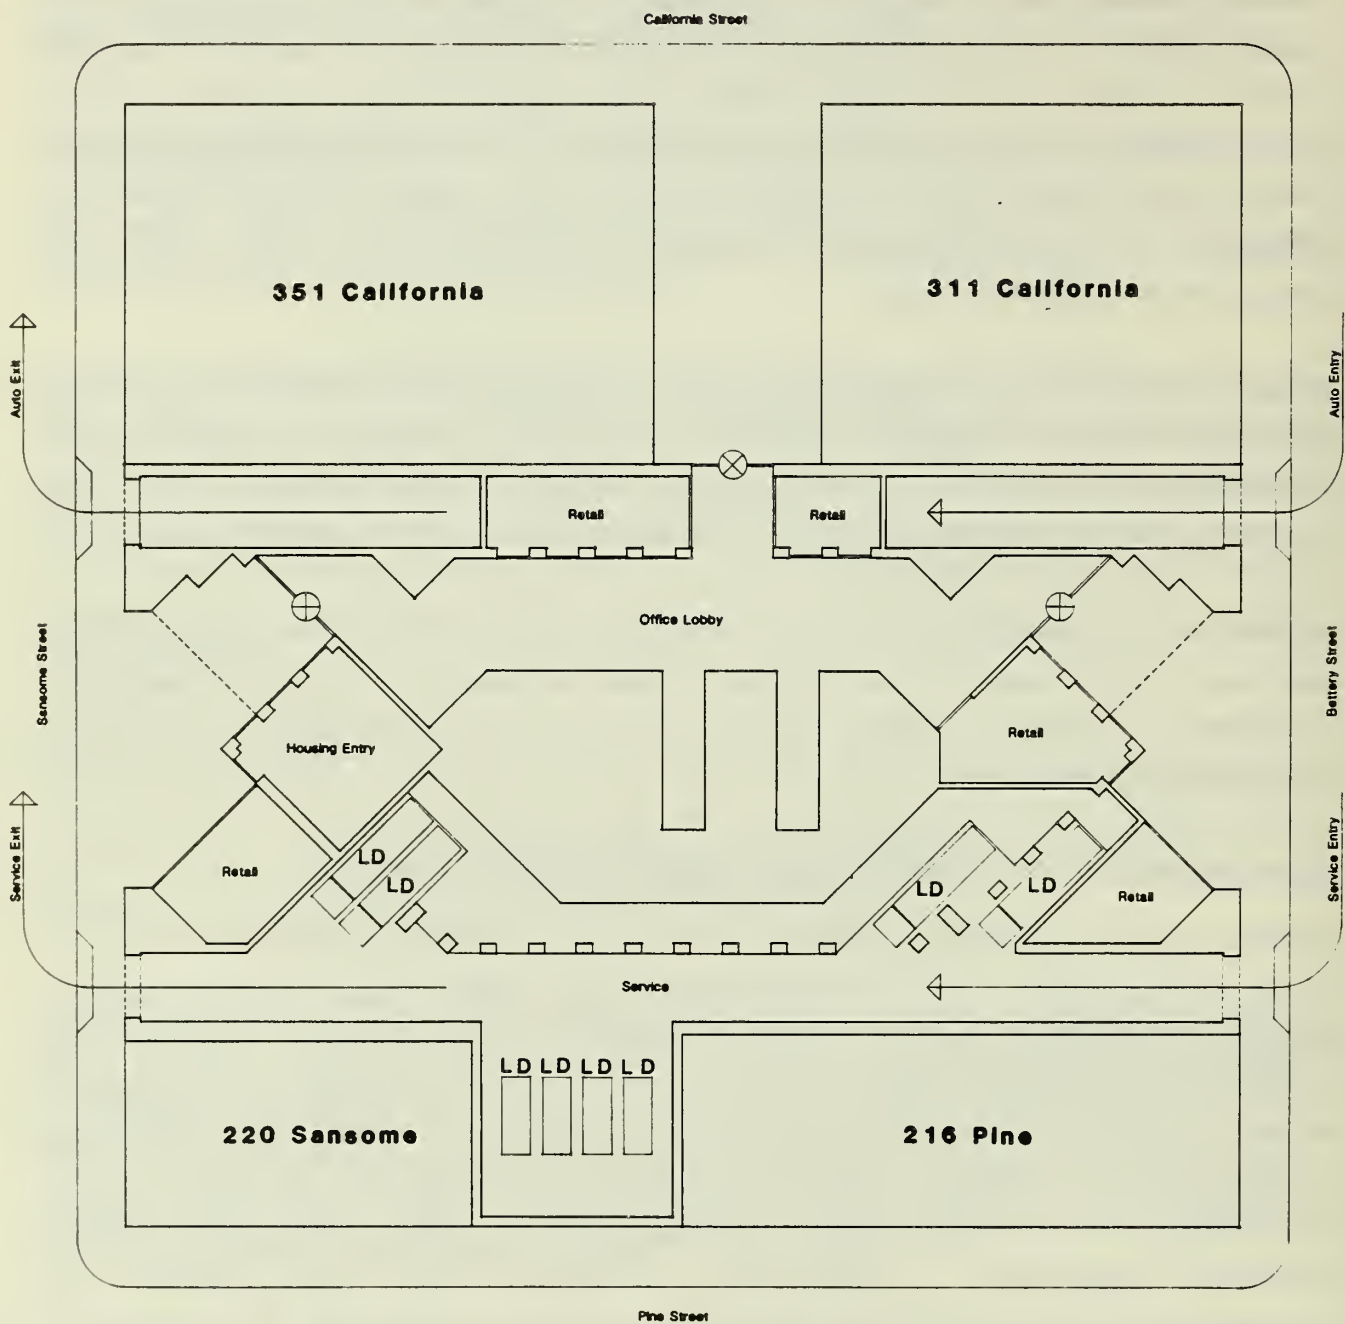 California Street
351 California
311 California
Auto Exit
Auto Entry
Retail
Retail
Office Lobby
Sansome Street
Battery Street
Housing Entry
Retail
Service Exit
Service Entry
LD
LD
Retail
LD
LD
Retail
Service
LD LD LD LD
220 Sansome
216 Pine
Pine Street